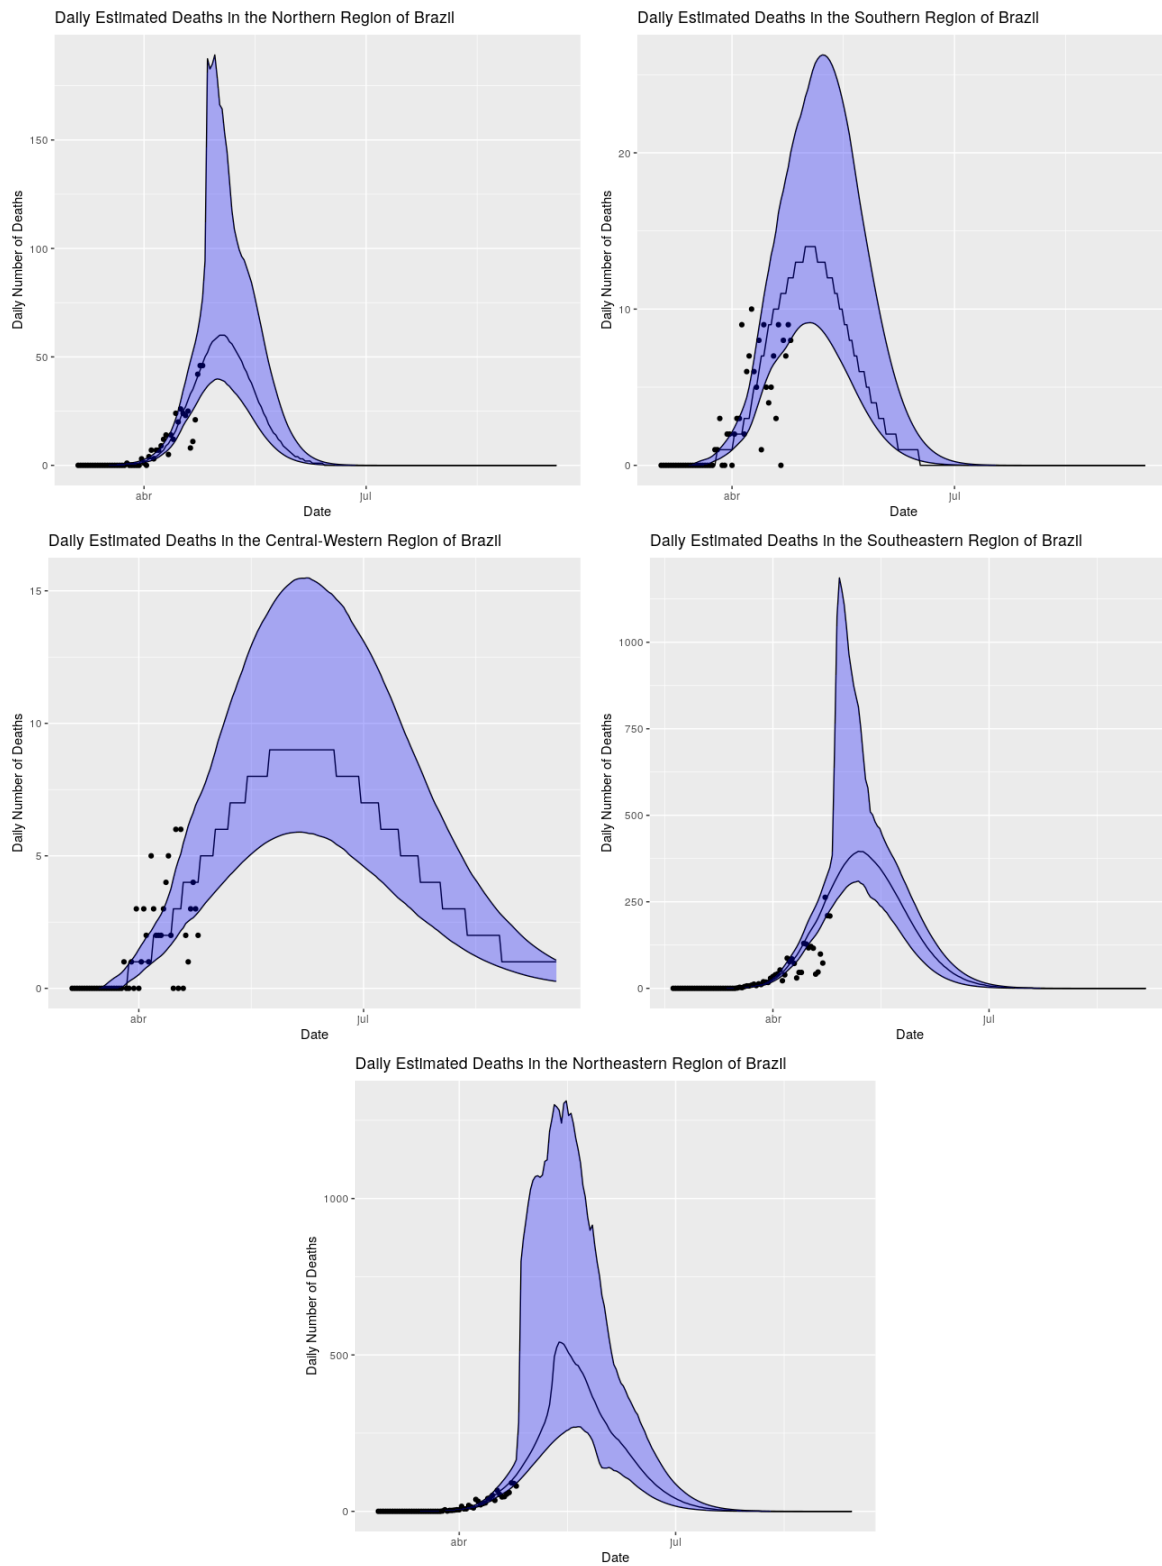 Daily Estimated Deaths in the Northern Region of Brazil
Daily Number of Deaths
150
100
50
0
abr
jul
Date
Daily Estimated Deaths in the Southern Region of Brazil
Daily Number of Deaths
20
10
0
abr
jul
Date
Daily Estimated Deaths in the Central-Western Region of Brazil
Daily Number of Deaths
15
10
5
0
abr
jul
Date
Daily Estimated Deaths in the Southeastern Region of Brazil
Daily Number of Deaths
1000
750
500
250
0
abr
jul
Date
Daily Estimated Deaths in the Northeastern Region of Brazil
Daily Number of Deaths
1000
500
0
abr
jul
Date